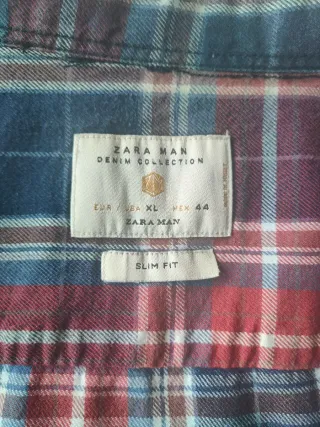 ZARA MAN
DENIM COLLECTION
EUR / USA XL MEX 44
ZARA MAN
SLIM FIT